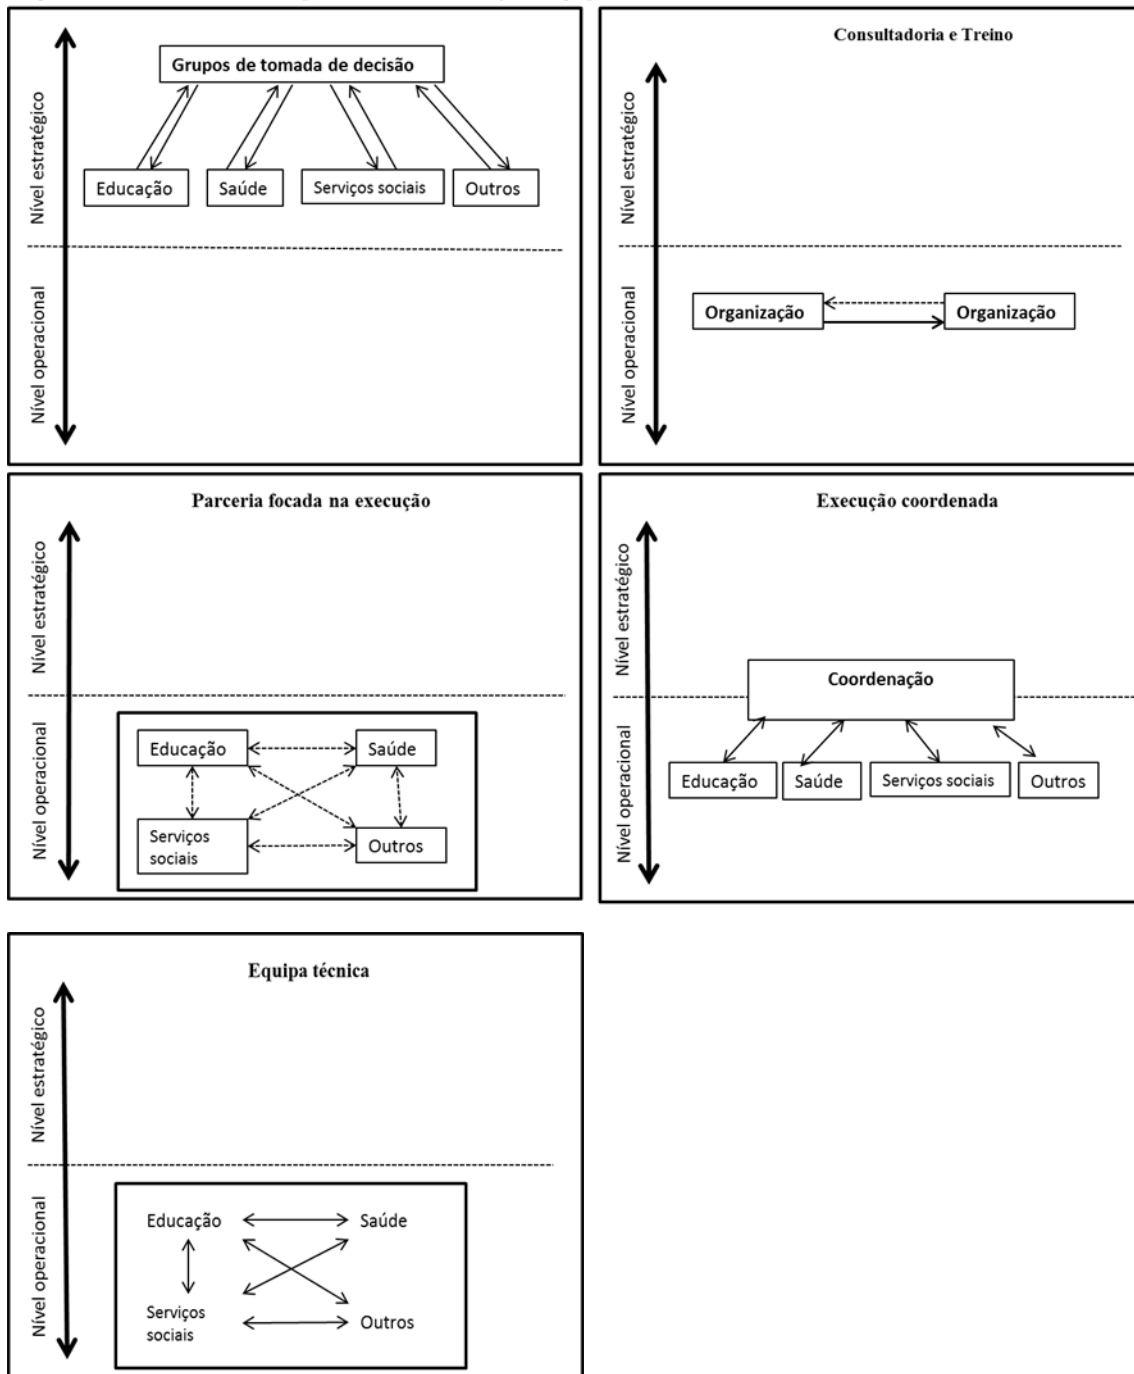 Grupos de tomada de decisão
Educação
Saúde
Serviços sociais
Outros
Nível estratégico
Nível operacional
Consultadoria e Treino
Nível estratégico
Nível operacional
Organização
Organização
Parceria focada na execução
Nível estratégico
Nível operacional
Educação
Saúde
Serviços
sociais
Outros
Execução coordenada
Nível estratégico
Nível operacional
Coordenação
Educação
Saúde
Serviços sociais
Outros
Equipa técnica
Nível estratégico
Nível operacional
Educação
Saúde
Serviços
sociais
Outros